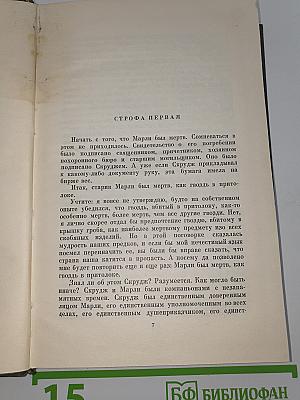 СТРОФА ПЕРВАЯ
Начать с того, что Марли был мертв. Сомневаться в
этом не приходилось. Свидетельство о его погребении
было подписано священником, причетником, хозяином
похоронного бюро и старшим могильщиком. Оно было
подписано Скруджем. А уже если Скрудж прикладывал
к какому-либо документу руку, эта бумага имела на
бирже вес.
Итак, старик Марли был мертв, как гвоздь в прито-
локе.
Учтите: я вовсе не утверждаю, будто на собственном
опыте убедился, что гвоздь, вбитый в притолоку, как-то
особенно мертв, более мертв, чем все другие гвозди. Нет,
я лично скорее отдал бы предпочтение гвоздю, вбитому в
крышку гроба, как наиболее мертвому предмету изо всех
скобяных изделий. Но в этой поговорке сказалась
мудрость наших предков, и если бы мой нечестивый язык
посмел переиначить ее, вы были бы вправе сказать, что
страна наша катится в пропасть. А посему да позволено
мне будет повторить еще и еще раз: Марли был мертв, как
гвоздь в притолоке.
Знал ли об этом Скрудж? Разумеется. Как могло быть
иначе? Скрудж и Марли были компаньонами с неза-
памятных времен. Скрудж был единственным доверенным
лицом Марли, его единственным уполномоченным во всех
делах, его единственным душеприказчиком, его единст-
7
15
БФ БИБЛИОФАН